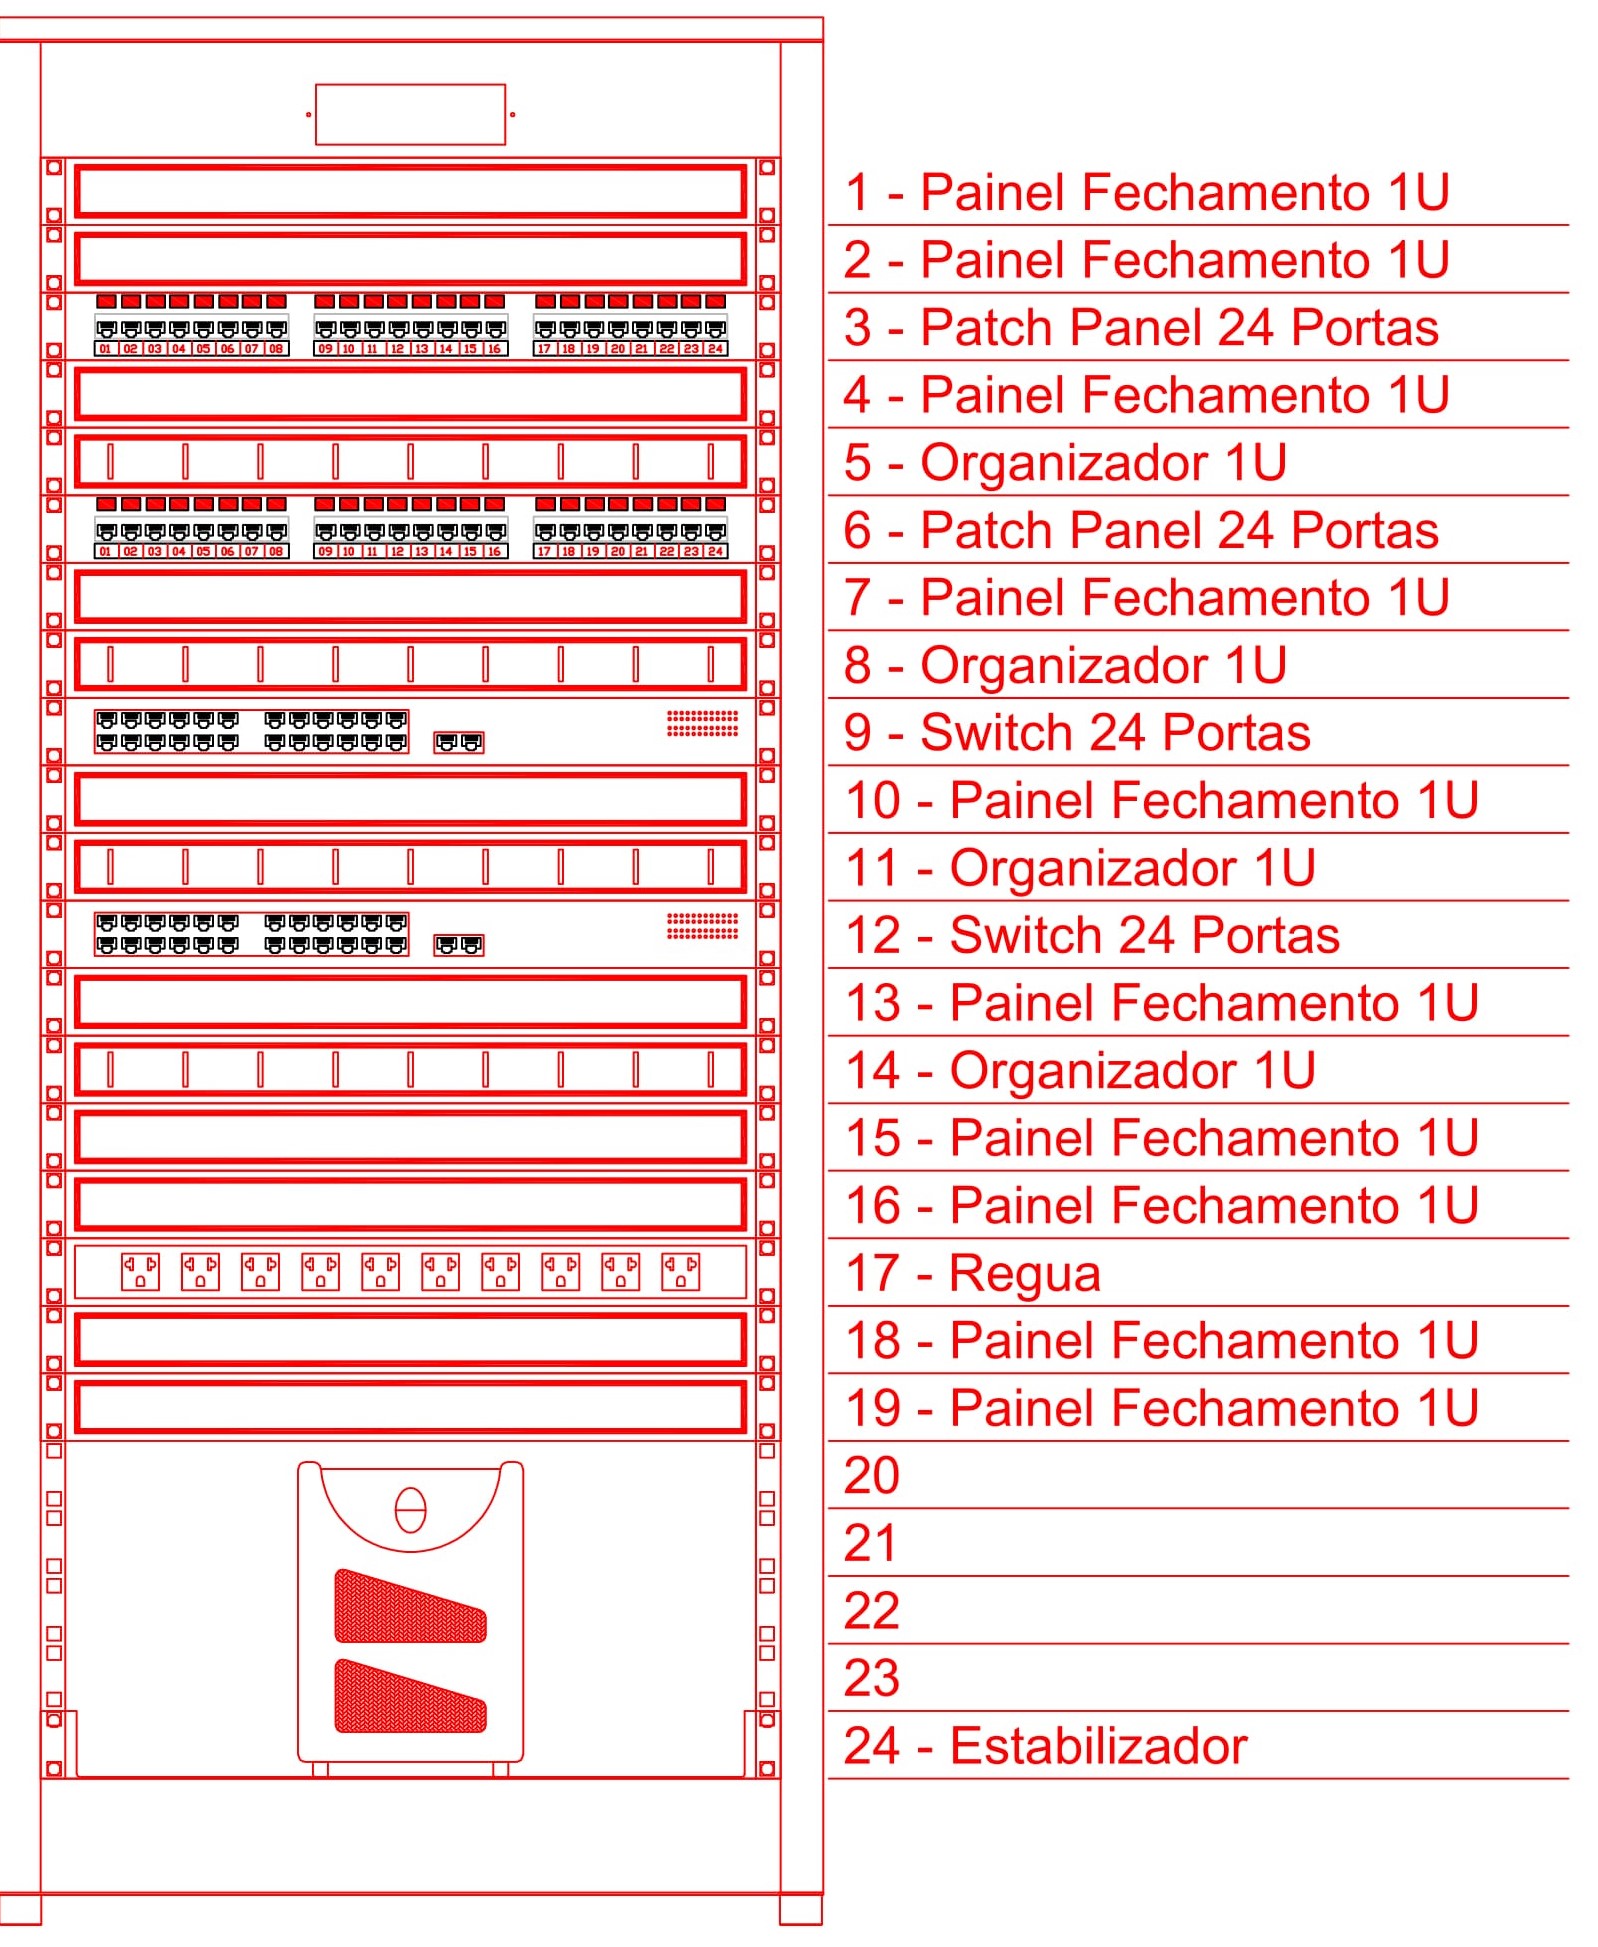 1 - Painel Fechamento 1U
2 - Painel Fechamento 1U
01 02 03 04 05 06 07 08 09 10 11 12 13 14 15 16 17 18 19 20 21 22 23 24
3 - Patch Panel 24 Portas
4 - Painel Fechamento 1U
5 - Organizador 1U
01 02 03 04 05 06 07 08 09 10 11 12 13 14 15 16 17 18 19 20 21 22 23 24
6 - Patch Panel 24 Portas
7 - Painel Fechamento 1U
8 - Organizador 1U
9 - Switch 24 Portas
10 - Painel Fechamento 1U
11 - Organizador 1U
12 - Switch 24 Portas
13 - Painel Fechamento 1U
14 - Organizador 1U
15 - Painel Fechamento 1U
16 - Painel Fechamento 1U
17 - Regua
18 - Painel Fechamento 1U
19 - Painel Fechamento 1U
20
21
22
23
24 - Estabilizador